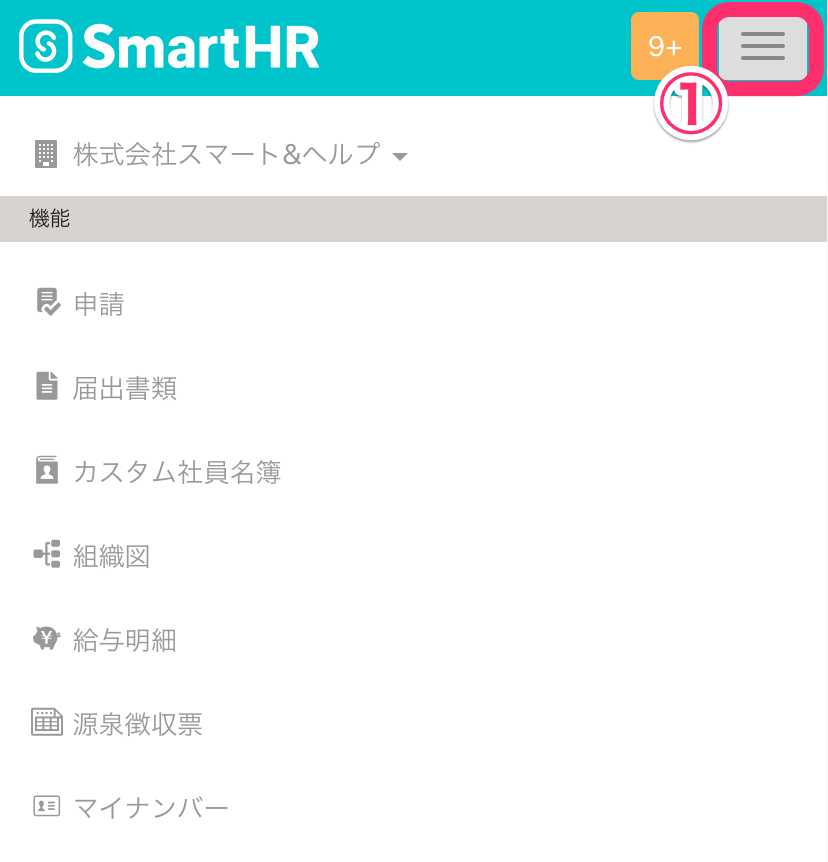 SmartHR
9+
①
株式会社スマート&ヘルプ
機能
申請
届出書類
カスタム社員名簿
組織図
給与明細
源泉徴収票
マイナンバー